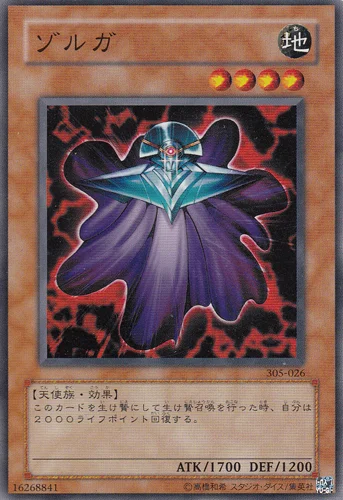 ゾルガ
地
305-026
【天使族・効果】
このカードを生け贄にして生け贄召喚を行った時、自分は
2000ライフポイント回復する。
ATK/1700 DEF/1200
16268841
©高橋和希 スタジオ・ダイス/集英社